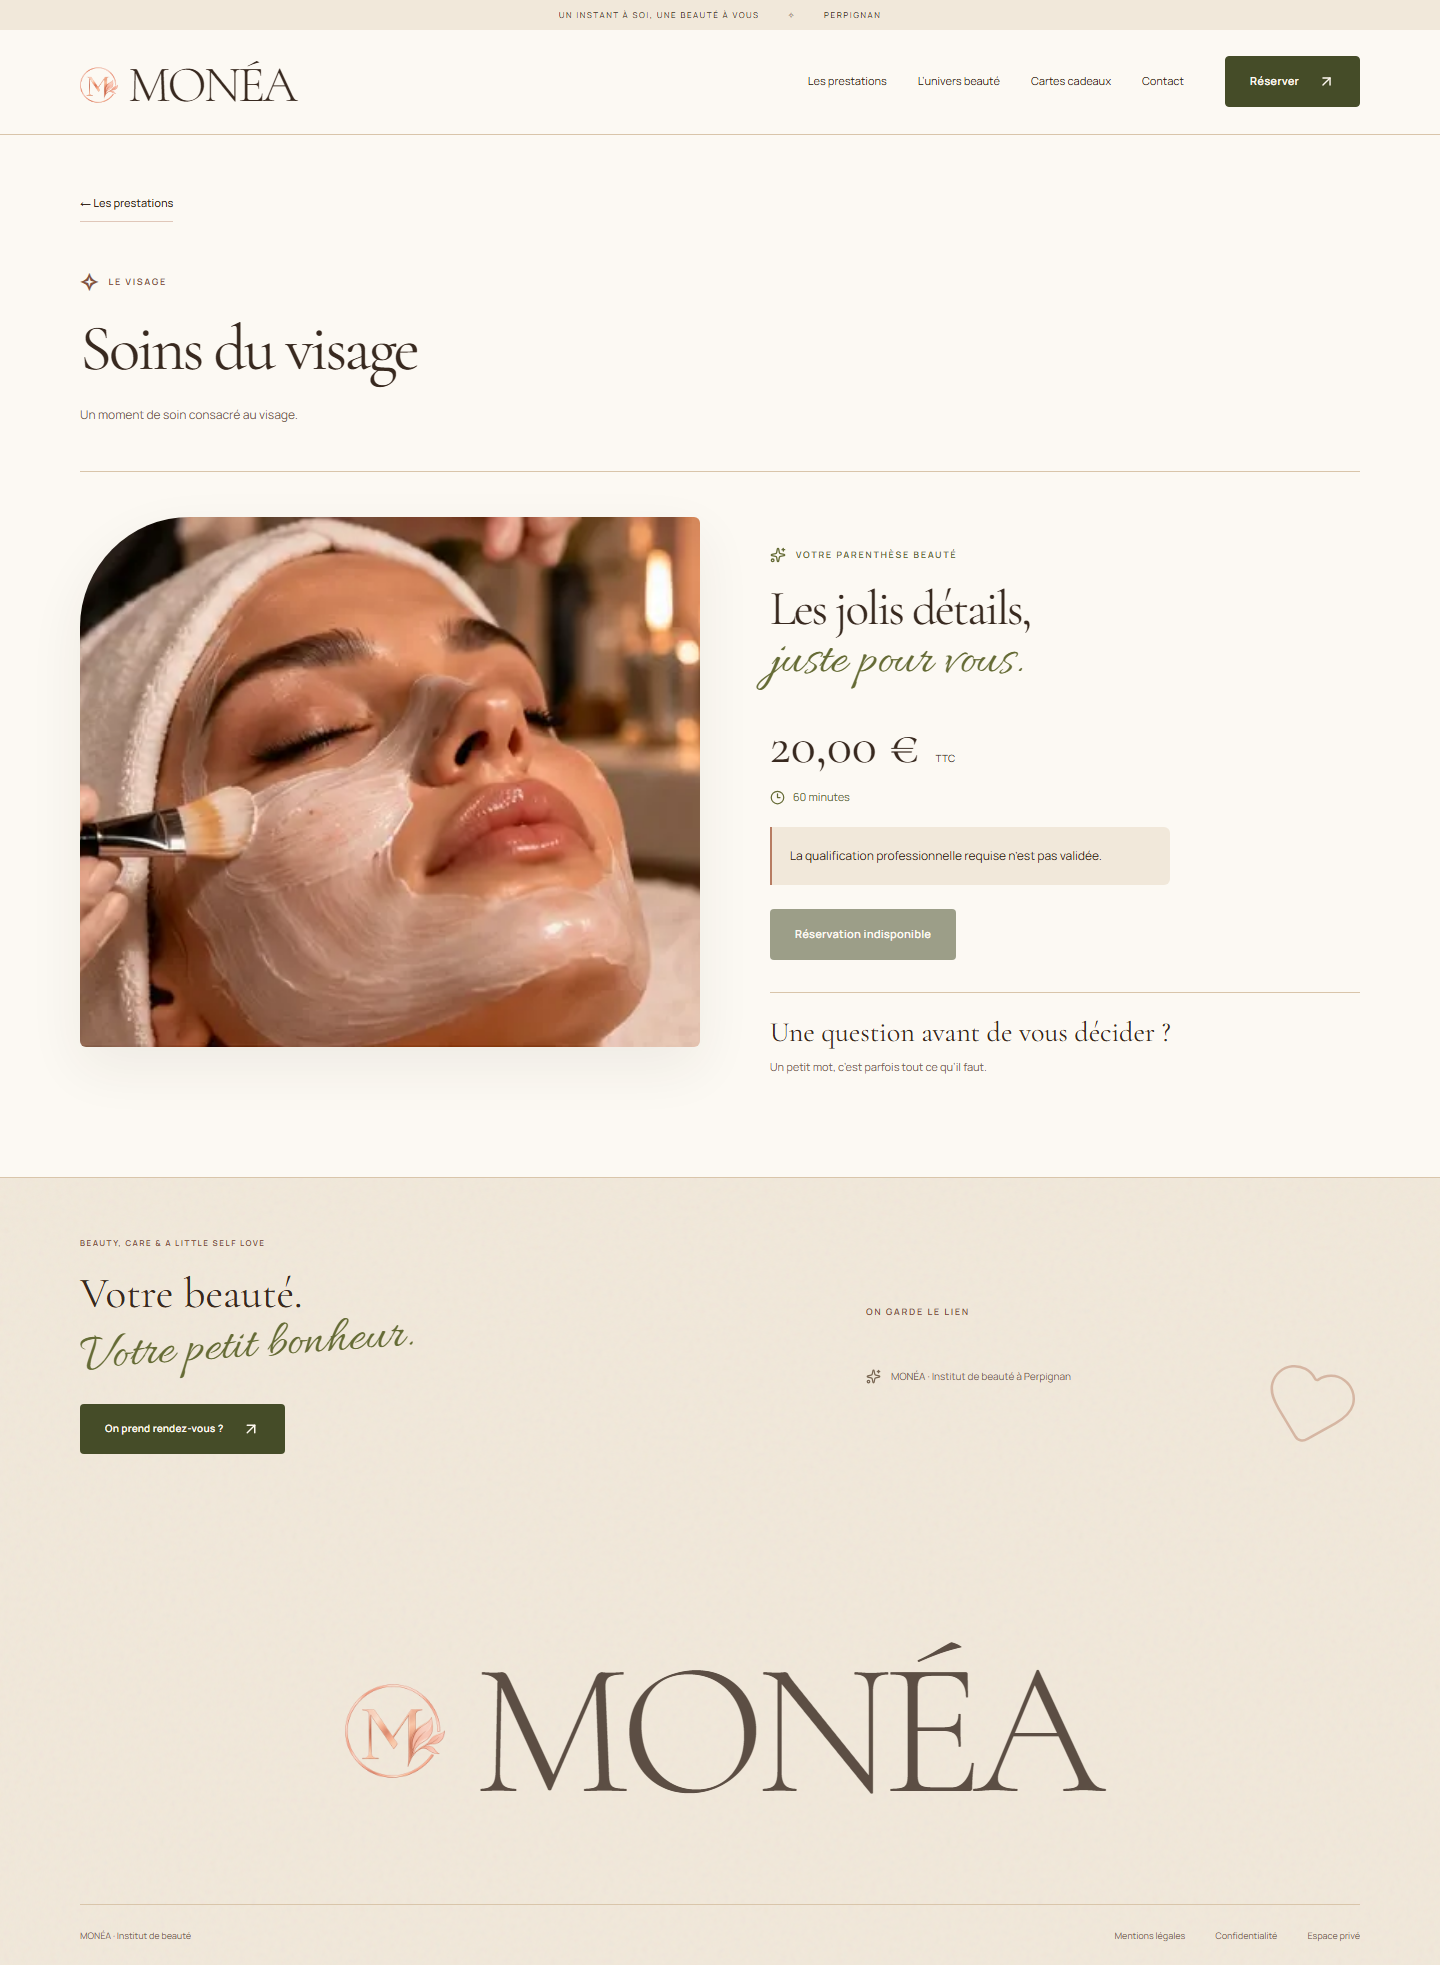 UN INSTANT À SOI, UNE BEAUTÉ À VOUS ✧ PERPIGNAN
M MONÉA
Les prestations L'univers beauté Cartes cadeaux Contact Réserver
← Les prestations
LE VISAGE
Soins du visage
Un moment de soin consacré au visage.
VOTRE PARENTHÈSE BEAUTÉ
Les jolis détails,
juste pour vous.
20,00 € TTC
60 minutes
La qualification professionnelle requise n'est pas validée.
Réservation indisponible
Une question avant de vous décider ?
Un petit mot, c'est parfois tout ce qu'il faut.
BEAUTY, CARE & A LITTLE SELF LOVE
Votre beauté.
Votre petit bonheur.
On prend rendez-vous ?
ON GARDE LE LIEN
MONÉA · Institut de beauté à Perpignan
M MONÉA
MONÉA · Institut de beauté
Mentions légales Confidentialité Espace privé